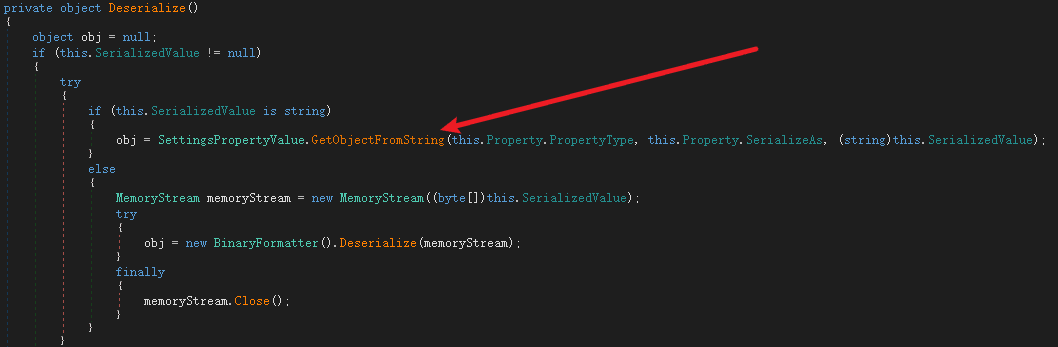 private object Deserialize()
{
object obj = null;
if (this.SerializedValue != null)
{
try
{
if (this.SerializedValue is string)
{
obj = SettingsPropertyValue.GetObjectFromString(this.Property.PropertyType, this.Property.SerializeAs, (string)this.SerializedValue);
}
else
{
MemoryStream memoryStream = new MemoryStream((byte[])this.SerializedValue);
try
{
obj = new BinaryFormatter().Deserialize(memoryStream);
}
finally
{
memoryStream.Close();
}
}
}